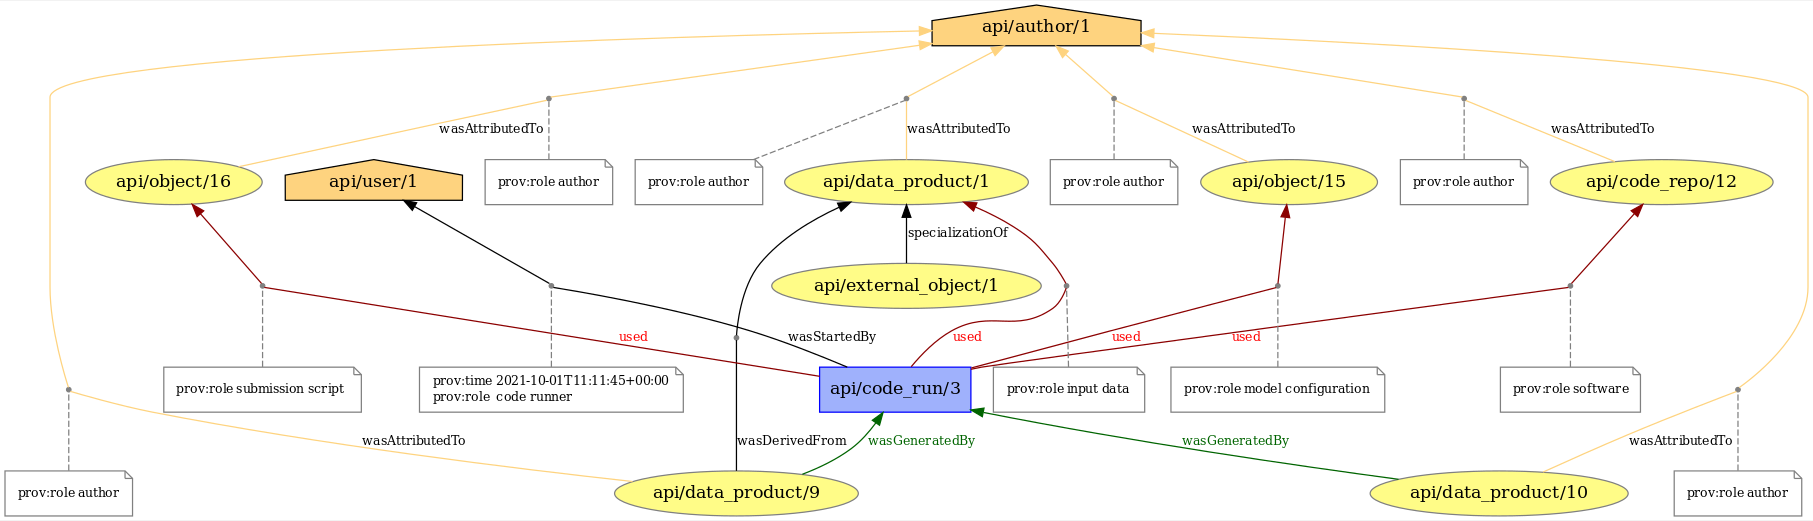 api/author/1
wasAttributedTo
wasAttributedTo
wasAttributedTo
wasAttributedTo
api/object/16
api/user/1
prov:role author
prov:role author
api/data_product/1
prov:role author
api/object/15
prov:role author
api/code_repo/12
specializationOf
api/external_object/1
used
wasStartedBy
used
used
used
prov:role submission script
prov:time 2021-10-01T11:11:45+00:00
prov:role code runner
api/code_run/3
prov:role input data
prov:role model configuration
prov:role software
wasAttributedTo
wasDerivedFrom
wasGeneratedBy
wasGeneratedBy
wasAttributedTo
prov:role author
api/data_product/9
api/data_product/10
prov:role author